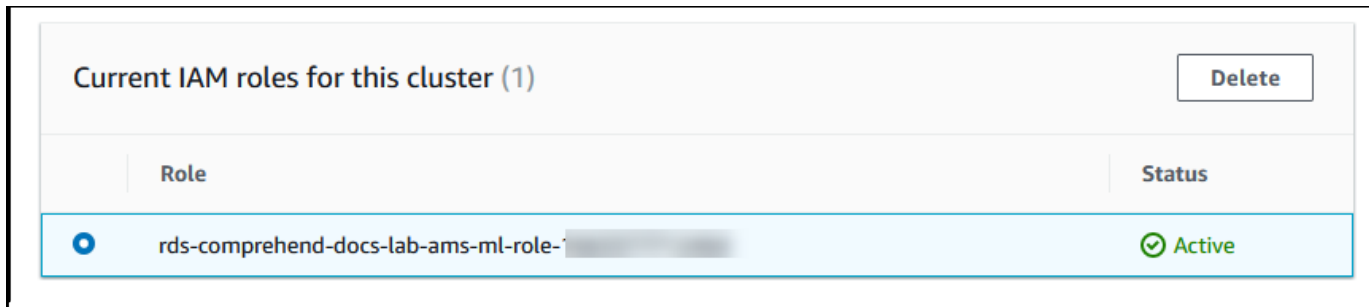 Current IAM roles for this cluster (1)
Delete
Role
Status
rds-comprehend-docs-lab-ams-ml-role-
Active